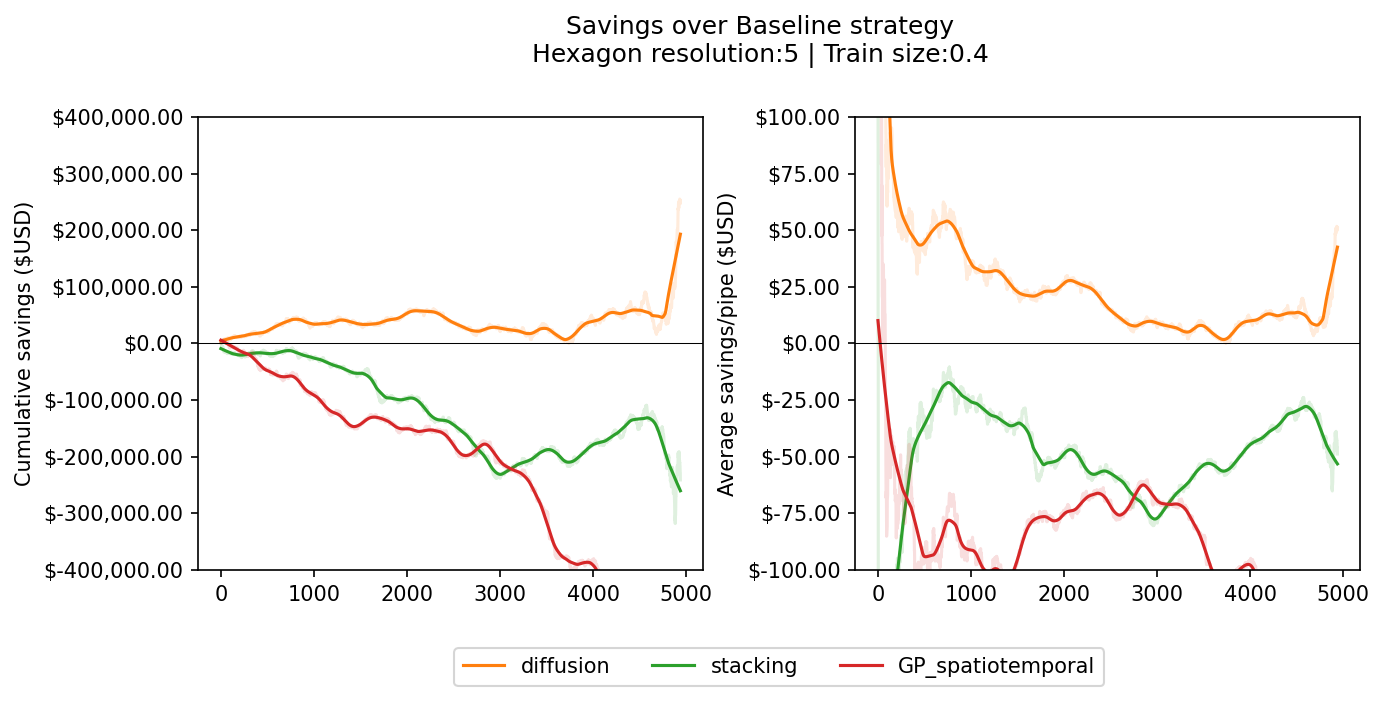 Savings over Baseline strategy
Hexagon resolution:5 | Train size:0.4
Cumulative savings ($USD)
$400,000.00
$300,000.00
$200,000.00
$100,000.00
$0.00
$-100,000.00
$-200,000.00
$-300,000.00
$-400,000.00
0 1000 2000 3000 4000 5000
Average savings/pipe ($USD)
$100.00
$75.00
$50.00
$25.00
$0.00
$-25.00
$-50.00
$-75.00
$-100.00
0 1000 2000 3000 4000 5000
diffusion stacking GP_spatiotemporal